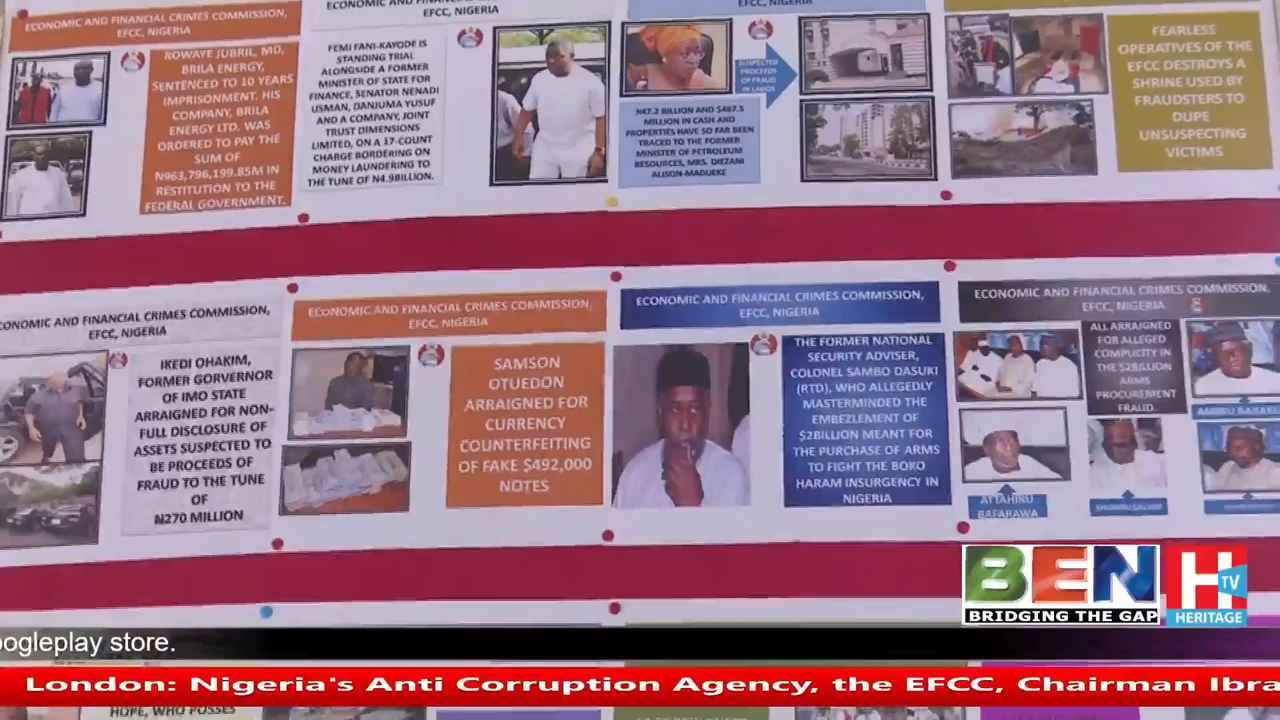 ECONOMIC AND FINANCIAL CRIMES COMMISSION,
EFCC, NIGERIA
ROWAYE JUBRIL, MD,
BRILA ENERGY,
SENTENCED TO 10 YEARS
IMPRISONMENT. HIS
COMPANY, BRILA
ENERGY LTD. WAS
ORDERED TO PAY THE
SUM OF
₦963,796,199.85M IN
RESTITUTION TO THE
FEDERAL GOVERNMENT.
ECONOMIC AND FINANCIAL CRIMES COMMISSION,
EFCC, NIGERIA
FEMI FANI-KAYODE IS
STANDING TRIAL
ALONGSIDE A FORMER
MINISTER OF STATE FOR
FINANCE, SENATOR NENADI
USMAN, DANJUMA YUSUF
AND A COMPANY, JOINT
TRUST DIMENSIONS
LIMITED, ON A 17-COUNT
CHARGE BORDERING ON
MONEY LAUNDERING TO
THE TUNE OF N4.9BILLION.
EFCC, NIGERIA
SUSPECTED
PROCEEDS
OF FRAUD
IN LAGOS
N47.2 BILLION AND $487.5
MILLION IN CASH AND
PROPERTIES HAVE SO FAR BEEN
TRACED TO THE FORMER
MINISTER OF PETROLEUM
RESOURCES, MRS. DIEZANI
ALISON-MADUEKE
FEARLESS
OPERATIVES OF THE
EFCC DESTROYS A
SHRINE USED BY
FRAUDSTERS TO
DUPE
UNSUSPECTING
VICTIMS
ECONOMIC AND FINANCIAL CRIMES COMMISSION,
EFCC, NIGERIA
IKEDI OHAKIM,
FORMER GORVERNOR
OF IMO STATE
ARRAIGNED FOR NON-
FULL DISCLOSURE OF
ASSETS SUSPECTED TO
BE PROCEEDS OF
FRAUD TO THE TUNE
OF
₦270 MILLION
ECONOMIC AND FINANCIAL CRIMES COMMISSION,
EFCC, NIGERIA
SAMSON
OTUEDON
ARRAIGNED FOR
CURRENCY
COUNTERFEITING
OF FAKE $492,000
NOTES
ECONOMIC AND FINANCIAL CRIMES COMMISSION,
EFCC, NIGERIA
THE FORMER NATIONAL
SECURITY ADVISER,
COLONEL SAMBO DASUKI
(RTD), WHO ALLEGEDLY
MASTERMINDED THE
EMBEZLEMENT OF
$2BILLION MEANT FOR
THE PURCHASE OF ARMS
TO FIGHT THE BOKO
HARAM INSURGENCY IN
NIGERIA
ECONOMIC AND FINANCIAL CRIMES COMMISSION,
EFCC, NIGERIA
ALL ARRAIGNED
FOR ALLEGED
COMPLICITY IN
THE $2BILLION
ARMS
PROCUREMENT
FRAUD.
ATTAHIRU
BAFARAWA
BEN
BRIDGING THE GAP
H
TV
HERITAGE
ogleplay store.
London: Nigeria's Anti Corruption Agency, the EFCC, Chairman Ibra
HOPE, WHO POSSES